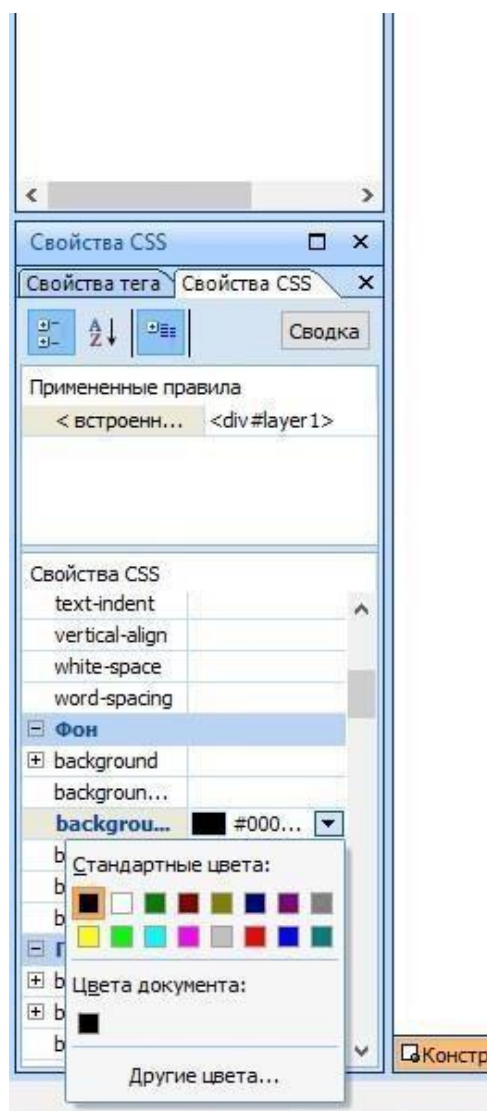 Свойства CSS
Свойства тега Свойства CSS
A Z Сводка
Примененные правила
< встроенн... <div#layer1>
Свойства CSS
text-indent
vertical-align
white-space
word-spacing
Фон
background
backgroun...
backgrou... #000...
b
Стандартные цвета:
b
b
b Цвета документа:
b
b
Другие цвета...
Констр